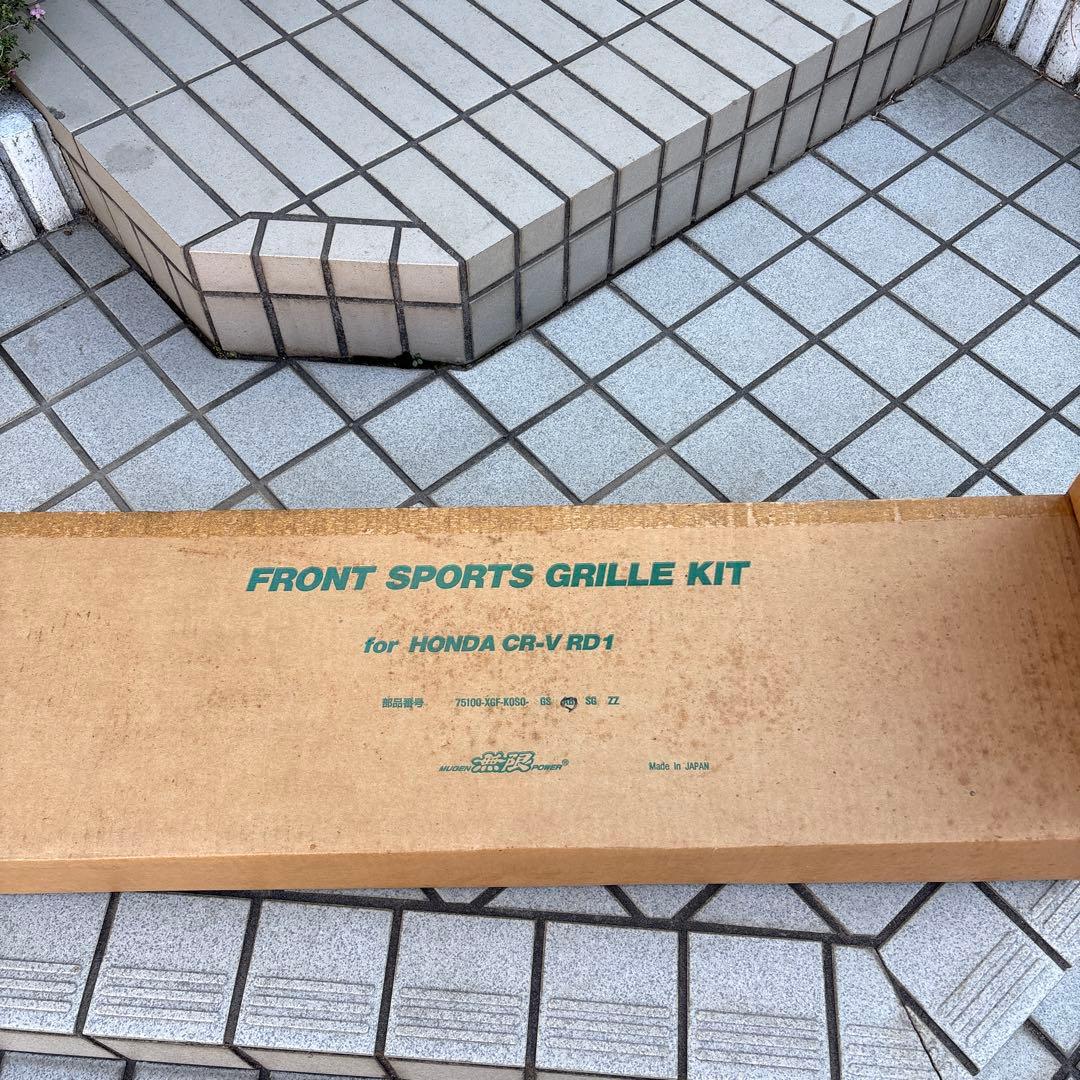 FRONT SPORTS GRILLE KIT
for HONDA CR-V RD1
部品番号 75100-XGF-K0S0- GS RB SG ZZ
MUGEN 無限 POWER®
Made in JAPAN